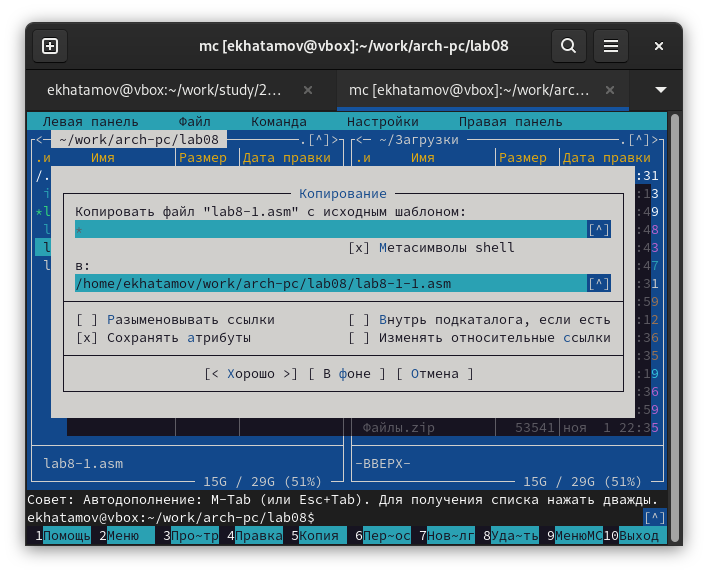 mc [ekhatamov@vbox]:~/work/arch-pc/lab08
ekhatamov@vbox:~/work/study/2...
mc [ekhatamov@vbox]:~/work/arc...
Левая панель Файл Команда Настройки Правая панель
<— ~/work/arch-pc/lab08 .[^]> <— ~/Загрузки .[^]>
.и Имя Размер Дата правки .и Имя Размер Дата правки
/. :31
Копирование :13
*l Копировать файл "lab8-1.asm" с исходным шаблоном: :49
l * [^] :48
l [x] Метасимволы shell :43
l в: :47
/home/ekhatamov/work/arch-pc/lab08/lab8-1-1.asm [^] :31
:59
[ ] Разыменовывать ссылки [ ] Внутрь подкаталога, если есть :12
[x] Сохранять атрибуты [ ] Изменять относительные ссылки :36
:35
[< Хорошо >] [ В фоне ] [ Отмена ] :19
:36
:59
Файлы.zip 53541 ноя 1 22:35
lab8-1.asm -ВВЕРХ-
15G / 29G (51%) 15G / 29G (51%)
Совет: Автодополнение: M-Tab (или Esc+Tab). Для получения списка нажать дважды.
ekhatamov@vbox:~/work/arch-pc/lab08$ [^]
1Помощь 2Меню 3Про~тр 4Правка 5Копия 6Пер~ос 7Нов~лг 8Уда~ть 9МенюMC 10Выход